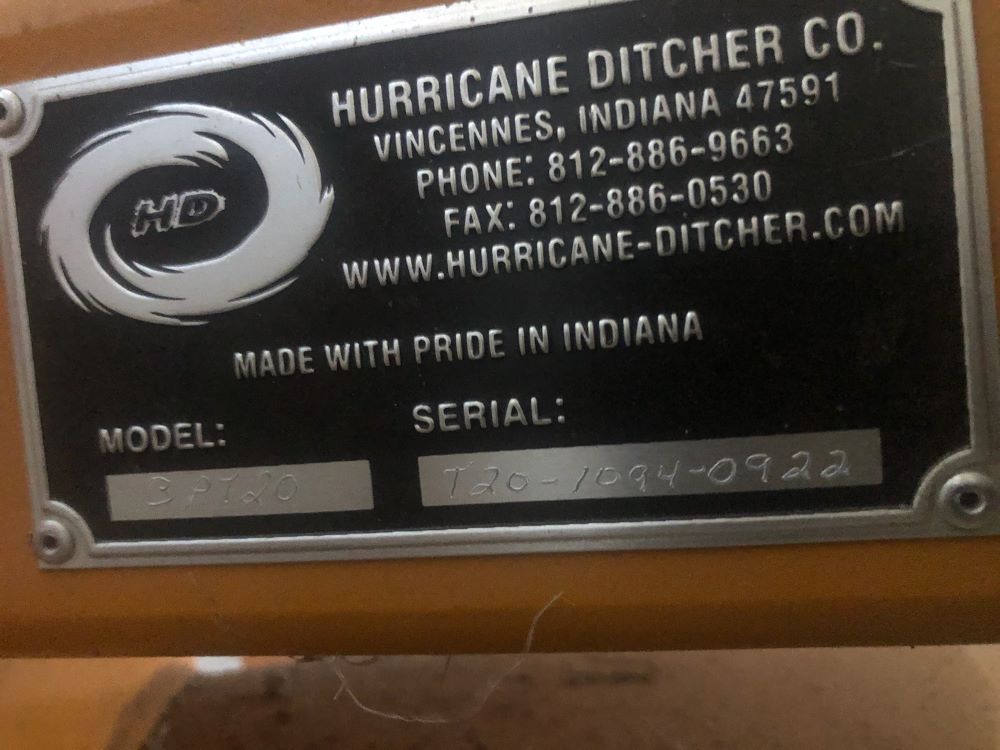 HD
HURRICANE DITCHER CO.
VINCENNES, INDIANA 47591
PHONE: 812-886-9663
FAX: 812-886-0530
WWW.HURRICANE-DITCHER.COM
MADE WITH PRIDE IN INDIANA
MODEL:
3PT20
SERIAL:
T20-1094-0922